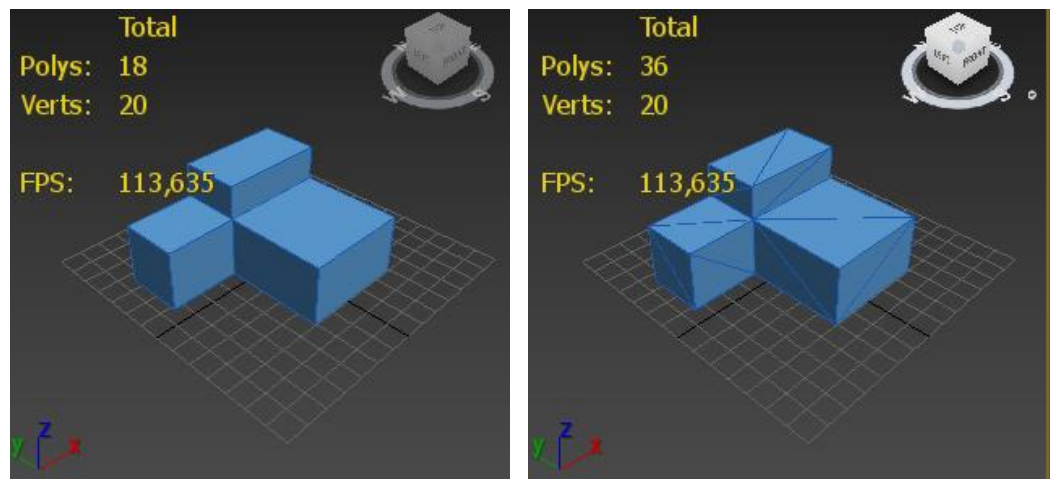 Total
Polys: 18
Verts: 20
FPS: 113,635
z
y
x
Total
Polys: 36
Verts: 20
FPS: 113,635
z
y
x